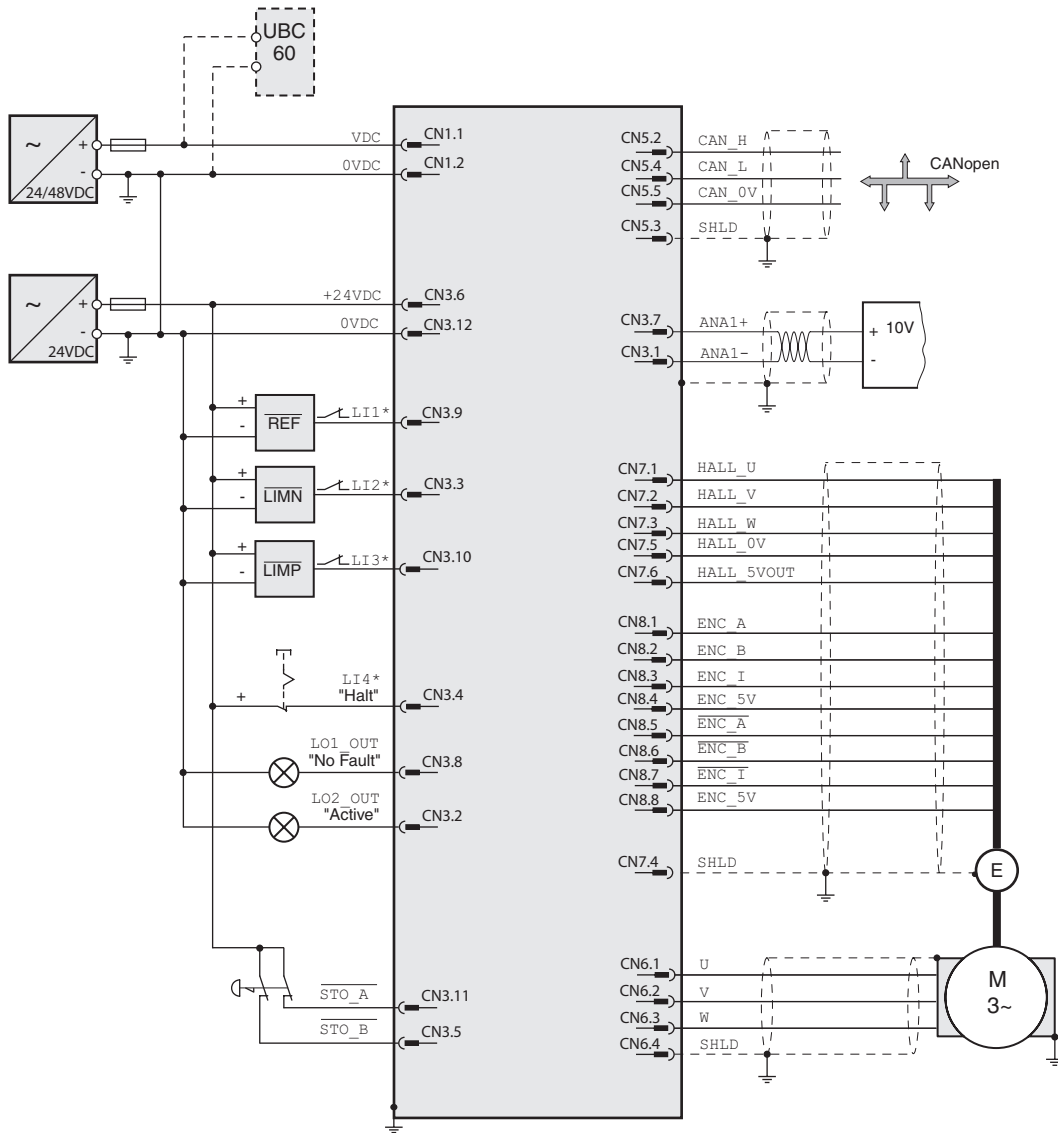 UBC
60
~
+
-
24/48VDC
VDC
CN1.1
0VDC
CN1.2
~
+
-
24VDC
+24VDC
CN3.6
0VDC
CN3.12
+
-
REF
LI1*
CN3.9
+
-
LIMN
LI2*
CN3.3
+
-
LIMP
LI3*
CN3.10
+
LI4*
"Halt"
CN3.4
LO1_OUT
"No Fault"
CN3.8
LO2_OUT
"Active"
CN3.2
STO_A
CN3.11
STO_B
CN3.5
CN5.2
CAN_H
CN5.4
CAN_L
CN5.5
CAN_0V
CN5.3
SHLD
CANopen
CN3.7
ANA1+
CN3.1
ANA1-
+ 10V
-
CN7.1
HALL_U
CN7.2
HALL_V
CN7.3
HALL_W
CN7.5
HALL_0V
CN7.6
HALL_5VOUT
CN8.1
ENC_A
CN8.2
ENC_B
CN8.3
ENC_I
CN8.4
ENC_5V
CN8.5
ENC_A
CN8.6
ENC_B
CN8.7
ENC_I
CN8.8
ENC_5V
CN7.4
SHLD
E
CN6.1
U
CN6.2
V
CN6.3
W
CN6.4
SHLD
M
3~